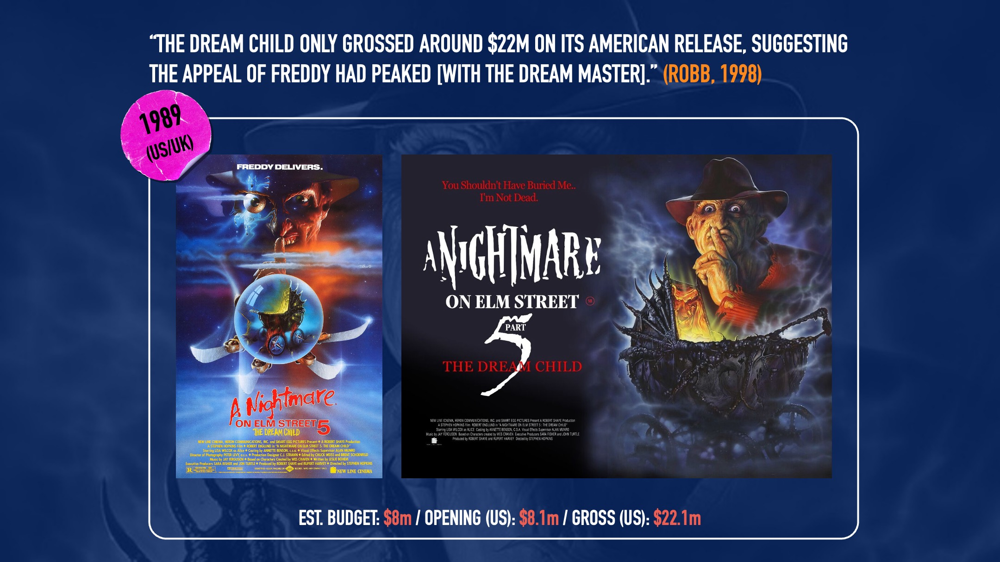 “THE DREAM CHILD ONLY GROSSED AROUND $22M ON ITS AMERICAN RELEASE, SUGGESTING
THE APPEAL OF FREDDY HAD PEAKED [WITH THE DREAM MASTER].” (ROBB, 1998)
1989
(US/UK)
FREDDY DELIVERS.
A Nightmare
ON ELM STREET 5
THE DREAM CHILD
NEW LINE CINEMA, HERON COMMUNICATIONS, INC. and SMART EGG PICTURES Present ◆ A ROBERT SHAYE Production
A STEPHEN HOPKINS Film ◆ ROBERT ENGLUND in "A NIGHTMARE ON ELM STREET 5: THE DREAM CHILD"
Starring LISA WILCOX as Alice ◆ Casting by ANNETTE BENSON, c.s.a. ◆ Visual Effects Supervisor ALAN MUNRO
Director of Photography PETER LEVY, a.c.s. ◆ Production Designer C.J. STRAWN ◆ Edited by CHUCK WEISS and BRENT SCHOENFELD
Music by JAY FERGUSON ◆ Based on Characters Created by WES CRAVEN ◆ Written by LESLIE BOHEM
Executive Producers SARA RISHER and JON TURTLE ◆ Produced by ROBERT SHAYE and RUPERT HARVEY ◆ Directed by STEPHEN HOPKINS
R RESTRICTED
SOUNDTRACK ALBUM AVAILABLE ON RECORDS, TAPES AND COMPACT DISCS.
NEW LINE CINEMA
You Shouldn't Have Buried Me..
I'm Not Dead.
A NIGHTMARE
ON ELM STREET 18
PART
5
THE DREAM CHILD
NEW LINE ICNEMA, HERON COMMUNICATIONS, INC. and SMART EGG PICTURES Present A ROBERT SHAYE Production
A STEPHEN HOPKINS Film ROBERT ENGLUND in "A NIGHTMARE ON ELM STREET 5 : THE DREAM CHILD"
Starring LISA WILCOX as ALICE Casting by ANNETTE BENSON, C.S.A. Visual Effects Supervisor ALAN MUNRO
Music by JAY FERGUSON Based on Characters created by WES CRAVEN Executive Producers SARA FISHER and JOHN TURTLE
Produced by ROBERT SHAYE and RUPERT HARVEY Diected by STEPHEN HOPKINS
EST. BUDGET: $8m / OPENING (US): $8.1m / GROSS (US): $22.1m